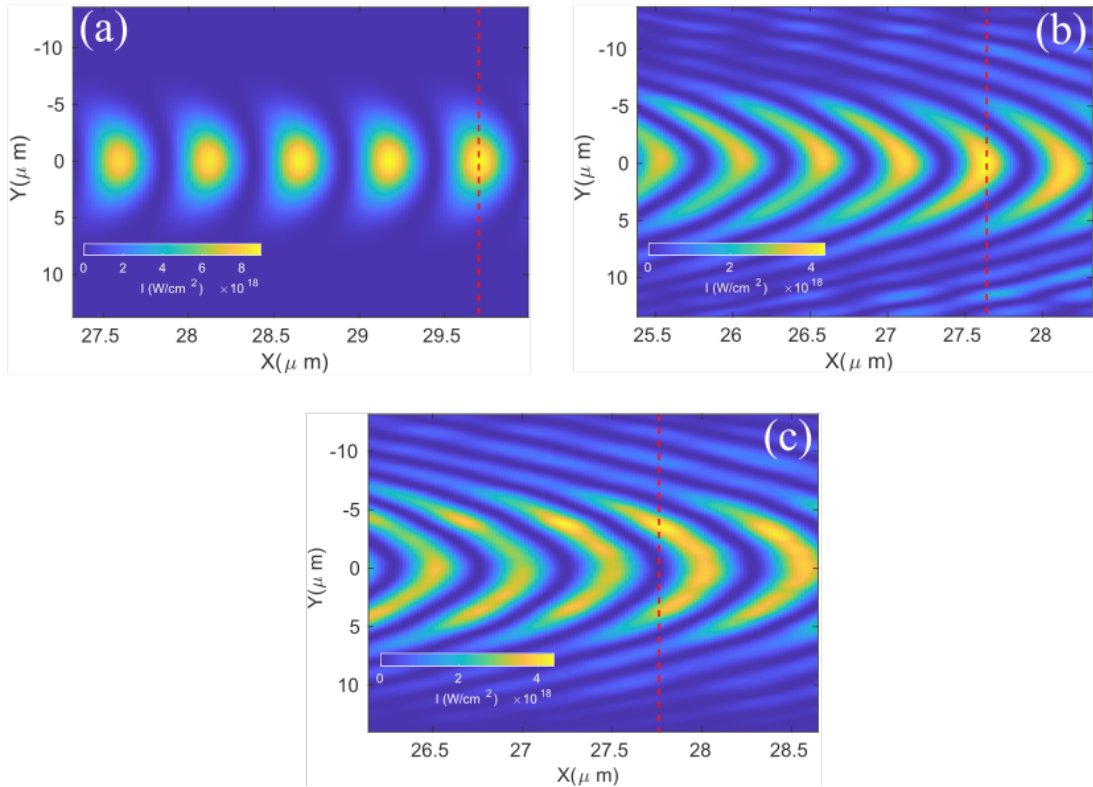 (a)
-10
-5
0
5
10
Y(μ m)
0 2 4 6 8
I (W/cm 2) ×10 18
27.5 28 28.5 29 29.5
X(μ m)
(b)
-10
-5
0
5
10
Y(μ m)
0 2 4
I (W/cm 2) ×10 18
25.5 26 26.5 27 27.5 28
X(μ m)
(c)
-10
-5
0
5
10
Y(μ m)
0 2 4
I (W/cm 2) ×10 18
26.5 27 27.5 28 28.5
X(μ m)